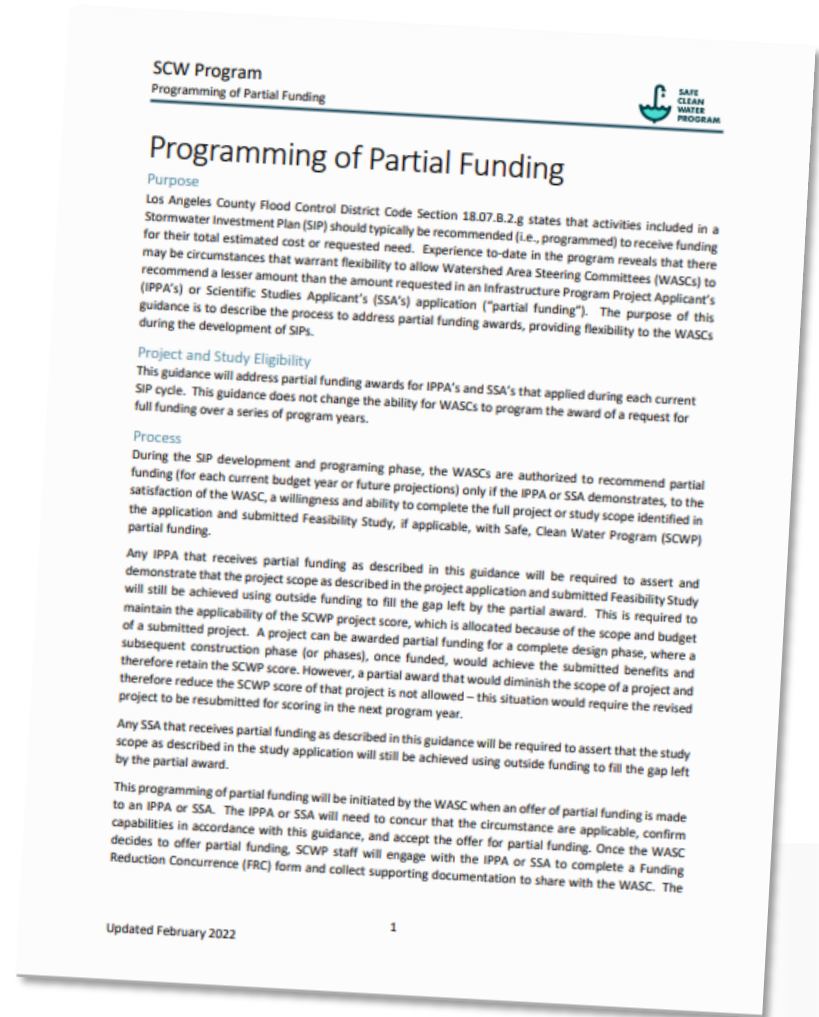 SCW Program
Programming of Partial Funding
SAFE
CLEAN
WATER
PROGRAM
Programming of Partial Funding
Purpose
Los Angeles County Flood Control District Code Section 18.07.B.2.g states that activities included in a
Stormwater Investment Plan (SIP) should typically be recommended (i.e., programmed) to receive funding
for their total estimated cost or requested need. Experience to-date in the program reveals that there
may be circumstances that warrant flexibility to allow Watershed Area Steering Committees (WASCs) to
recommend a lesser amount than the amount requested in an Infrastructure Program Project Applicant's
(IPPA's) or Scientific Studies Applicant's (SSA's) application ("partial funding"). The purpose of this
guidance is to describe the process to address partial funding awards, providing flexibility to the WASCs
during the development of SIPs.
Project and Study Eligibility
This guidance will address partial funding awards for IPPA's and SSA's that applied during each current
SIP cycle. This guidance does not change the ability for WASCs to program the award of a request for
full funding over a series of program years.
Process
During the SIP development and programing phase, the WASCs are authorized to recommend partial
funding (for each current budget year or future projections) only if the IPPA or SSA demonstrates, to the
satisfaction of the WASC, a willingness and ability to complete the full project or study scope identified in
the application and submitted Feasibility Study, if applicable, with Safe, Clean Water Program (SCWP)
partial funding.
Any IPPA that receives partial funding as described in this guidance will be required to assert and
demonstrate that the project scope as described in the project application and submitted Feasibility Study
will still be achieved using outside funding to fill the gap left by the partial award. This is required to
maintain the applicability of the SCWP project score, which is allocated because of the scope and budget
of a submitted project. A project can be awarded partial funding for a complete design phase, where a
subsequent construction phase (or phases), once funded, would achieve the submitted benefits and
therefore retain the SCWP score. However, a partial award that would diminish the scope of a project and
therefore reduce the SCWP score of that project is not allowed – this situation would require the revised
project to be resubmitted for scoring in the next program year.
Any SSA that receives partial funding as described in this guidance will be required to assert that the study
scope as described in the study application will still be achieved using outside funding to fill the gap left
by the partial award.
This programming of partial funding will be initiated by the WASC when an offer of partial funding is made
to an IPPA or SSA. The IPPA or SSA will need to concur that the circumstance are applicable, confirm
capabilities in accordance with this guidance, and accept the offer for partial funding. Once the WASC
decides to offer partial funding, SCWP staff will engage with the IPPA or SSA to complete a Funding
Reduction Concurrence (FRC) form and collect supporting documentation to share with the WASC. The
Updated February 2022
1